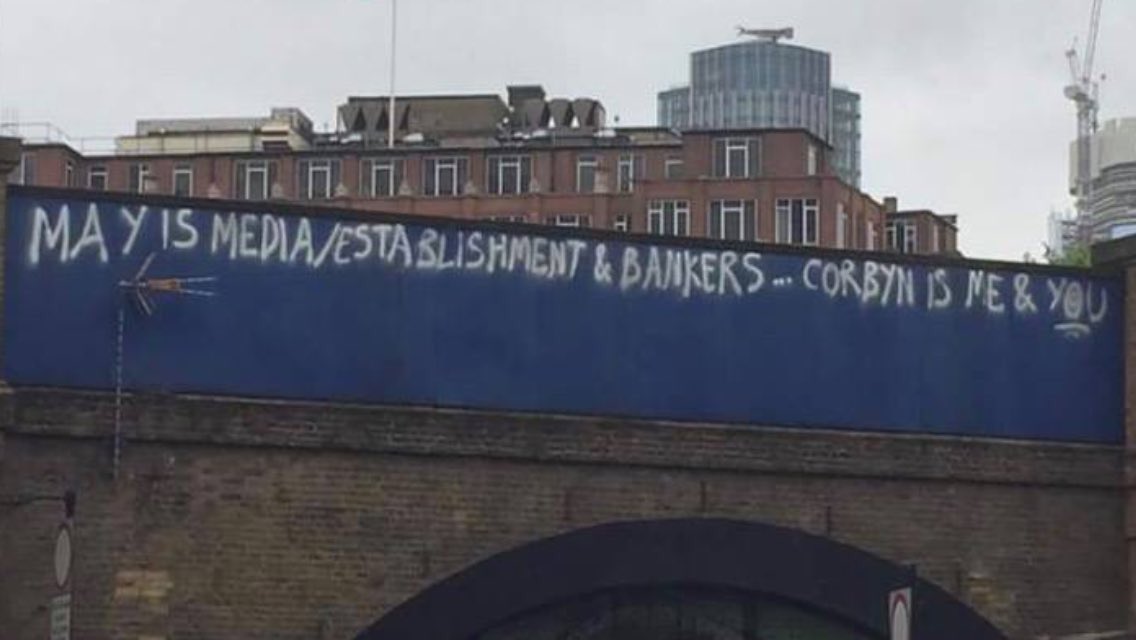 MAY IS MEDIA/ESTABLISHMENT & BANKERS... CORBYN IS ME & YOU